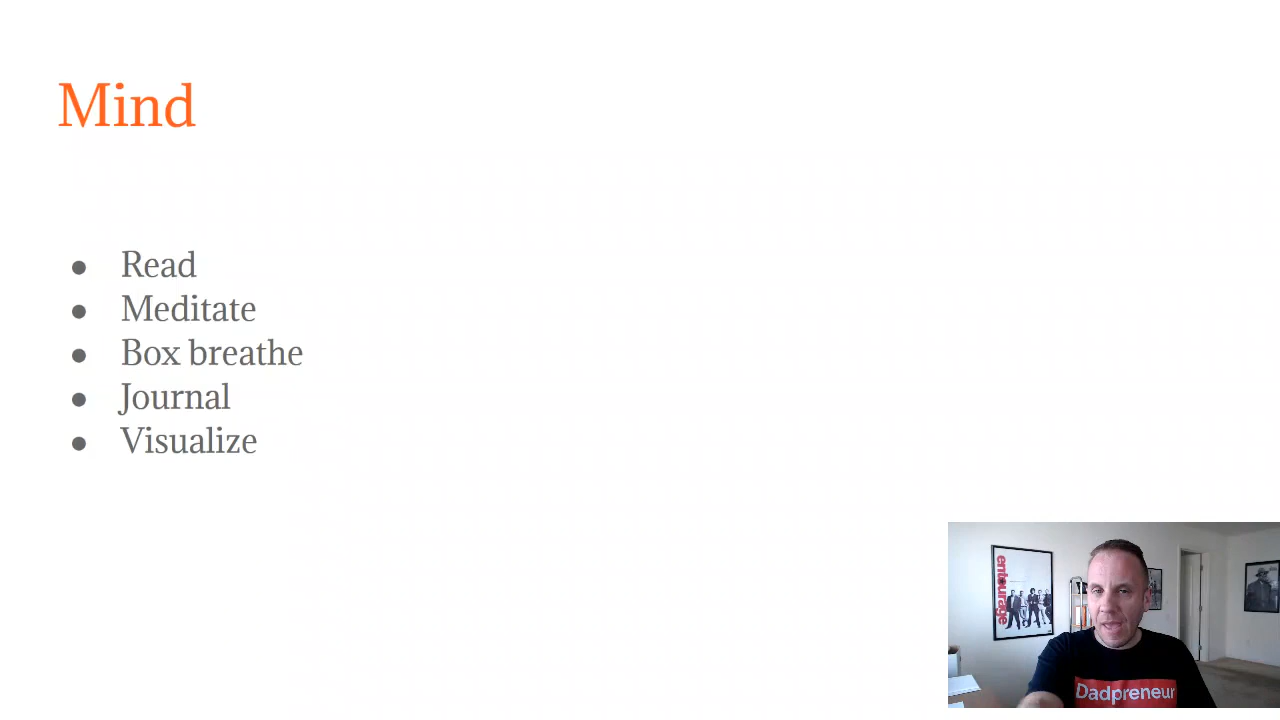 Mind
● Read
● Meditate
● Box breathe
● Journal
● Visualize
entourage
Dadpreneur